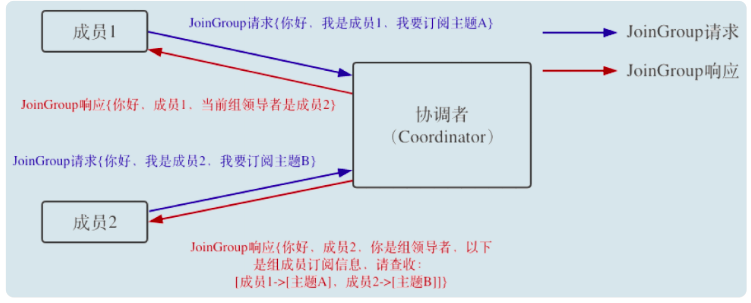 成员1
JoinGroup请求{你好，我是成员1，我要订阅主题A}
JoinGroup请求
JoinGroup响应
JoinGroup响应{你好，成员1，当前组领导者是成员2}
协调者
（Coordinator）
JoinGroup请求{你好，我是成员2，我要订阅主题B}
成员2
JoinGroup响应{你好，成员2，你是组领导者，以下
是组成员订阅信息，请查收：
[成员1->[主题A]，成员2->[主题B]]}